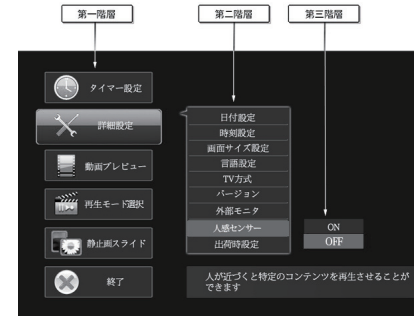 第一階層
第二階層
第三階層
タイマー設定
詳細設定
動画プレビュー
再生モード選択
静止画スライド
終了
日付設定
時刻設定
画面サイズ設定
言語設定
TV方式
バージョン
外部モニタ
人感センサー
出荷時設定
ON
OFF
人が近づくと特定のコンテンツを再生させることが
できます